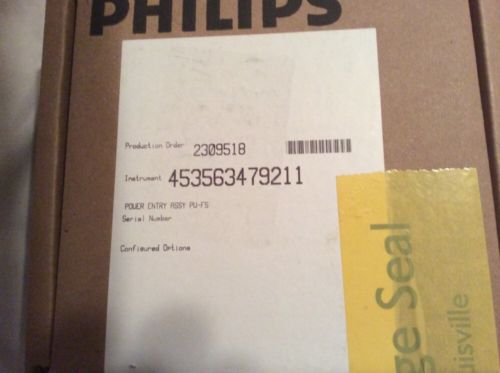 PHILIPS
Production Order 2309518
Instrument 453563479211
POWER ENTRY ASSY PU-FS
Serial Number
Configured Options
ge Seal
uisville